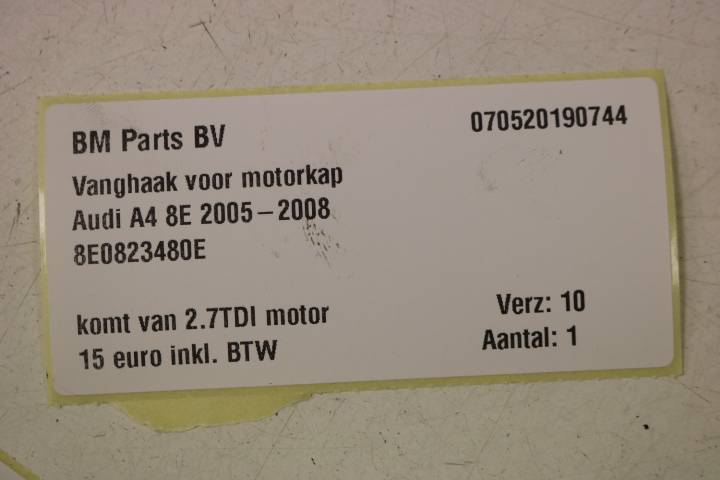 BM Parts BV
070520190744
Vanghaak voor motorkap
Audi A4 8E 2005–2008
8E0823480E
komt van 2.7TDI motor
Verz: 10
15 euro inkl. BTW
Aantal: 1